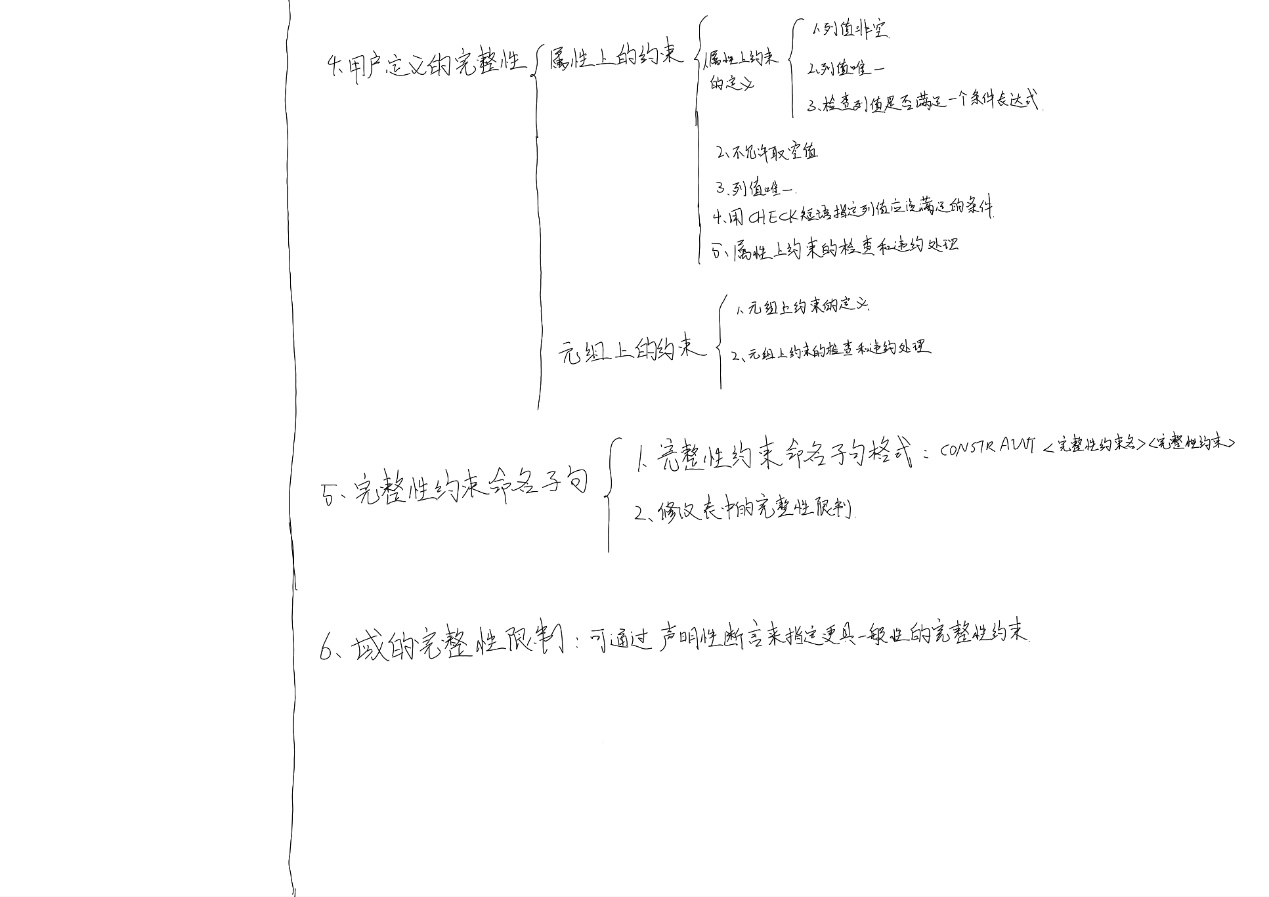 4.用户定义的完整性
属性上的约束
1.属性上约束
的定义
1.列值非空
2.列值唯一
3.检查列值是否满足一个条件表达式
2、不允许取空值
3.列值唯一
4.用CHECK短语指定列值应该满足的条件
5、属性上约束的检查和违约处理
元组上的约束
1、元组上约束的定义
2、元组上约束的检查和违约处理
5、完整性约束命名子句
1.完整性约束命名子句格式：CONSTRAINT<完整性约束名><完整性约束>
2、修改表中的完整性限制
6、域的完整性限制：可通过声明性断言来指定更具一般性的完整性约束